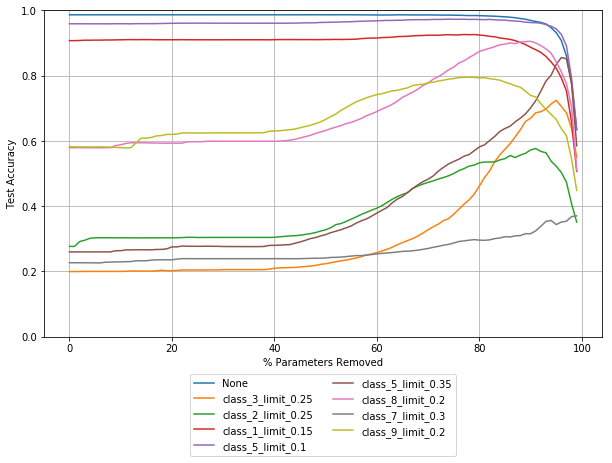 1.0
0.8
0.6
0.4
0.2
0.0
Test Accuracy
0 20 40 60 80 100
% Parameters Removed
None
class_3_limit_0.25
class_2_limit_0.25
class_1_limit_0.15
class_5_limit_0.1
class_5_limit_0.35
class_8_limit_0.2
class_7_limit_0.3
class_9_limit_0.2